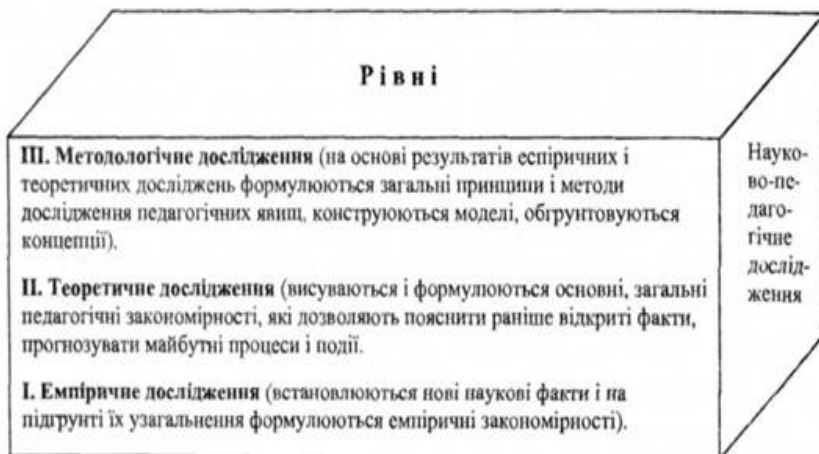 Рівні
III. Методологічне дослідження (на основі результатів еспіричних і
теоретичних досліджень формулюються загальні принципи і методи
дослідження педагогічних явищ, конструюються моделі, обґрунтовуються
концепції).
II. Теоретичне дослідження (висуваються і формулюються основні, загальні
педагогічні закономірності, які дозволяють пояснити раніше відкриті факти,
прогнозувати майбутні процеси і події.
I. Емпіричне дослідження (встановлюються нові наукові факти і на
підґрунті їх узагальнення формулюються емпіричні закономірності).
Науко-
во-пе-
даго-
гічне
дослід-
ження